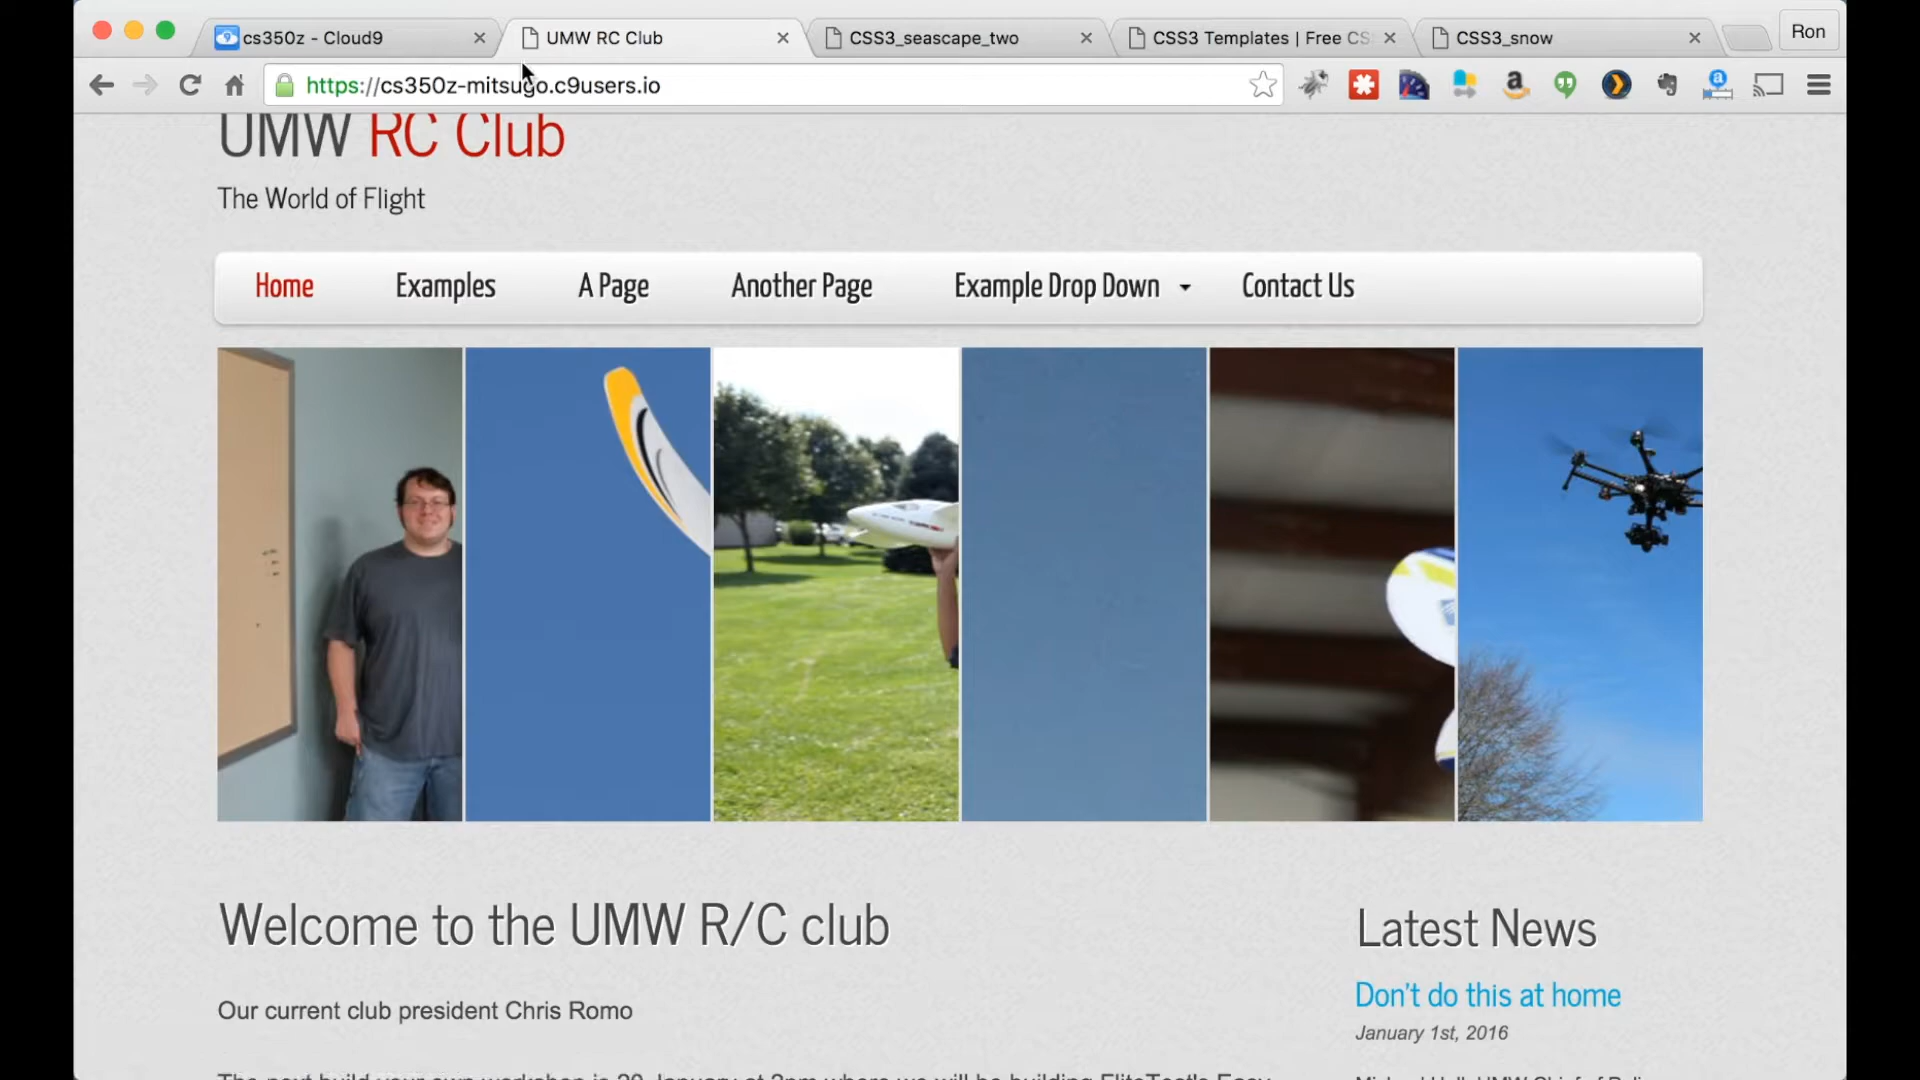 cs350z - Cloud9
UMW RC Club
CSS3_seascape_two
CSS3 Templates | Free CS
CSS3_snow
Ron
https://cs350z-mitsugo.c9users.io
UMW RC Club
The World of Flight
Home
Examples
A Page
Another Page
Example Drop Down
Contact Us
Welcome to the UMW R/C club
Our current club president Chris Romo
Latest News
Don't do this at home
January 1st, 2016